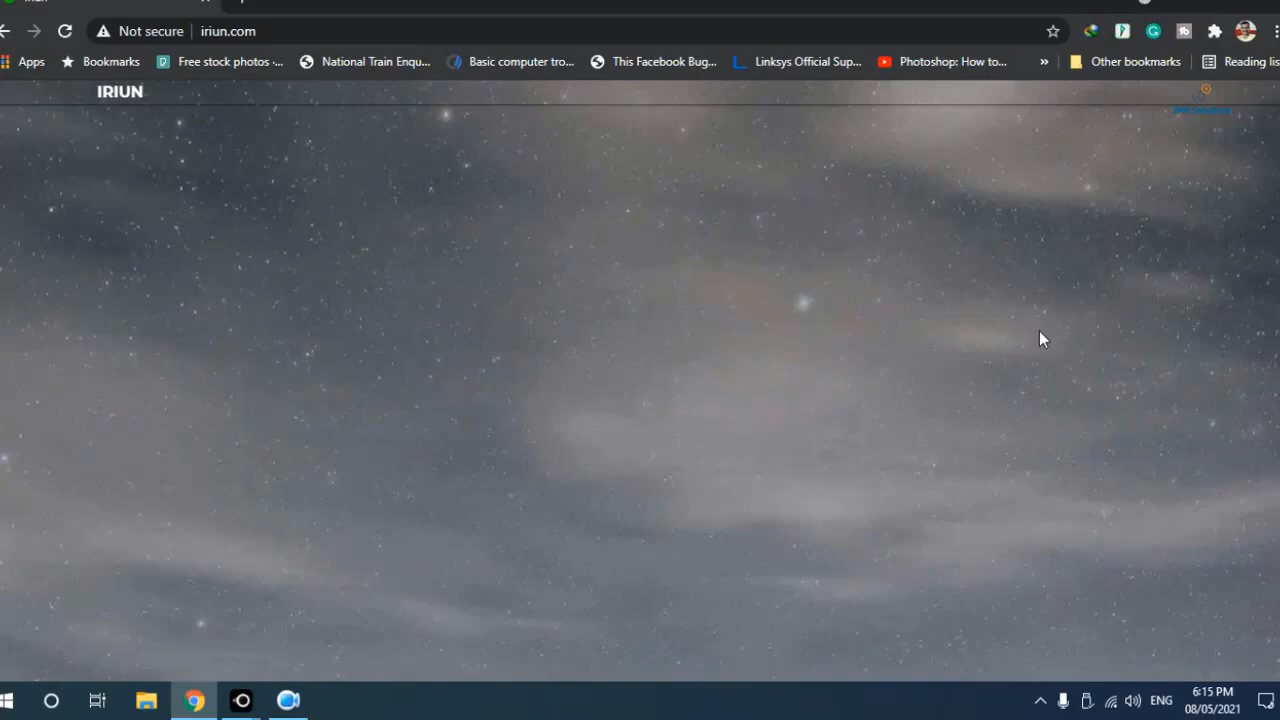 Not secure
iriun.com
Apps
Bookmarks
Free stock photos ·...
National Train Enqu...
Basic computer tro...
This Facebook Bug...
Linksys Official Sup...
Photoshop: How to...
»
Other bookmarks
Reading lis
IRIUN
ENG
6:15 PM
08/05/2021